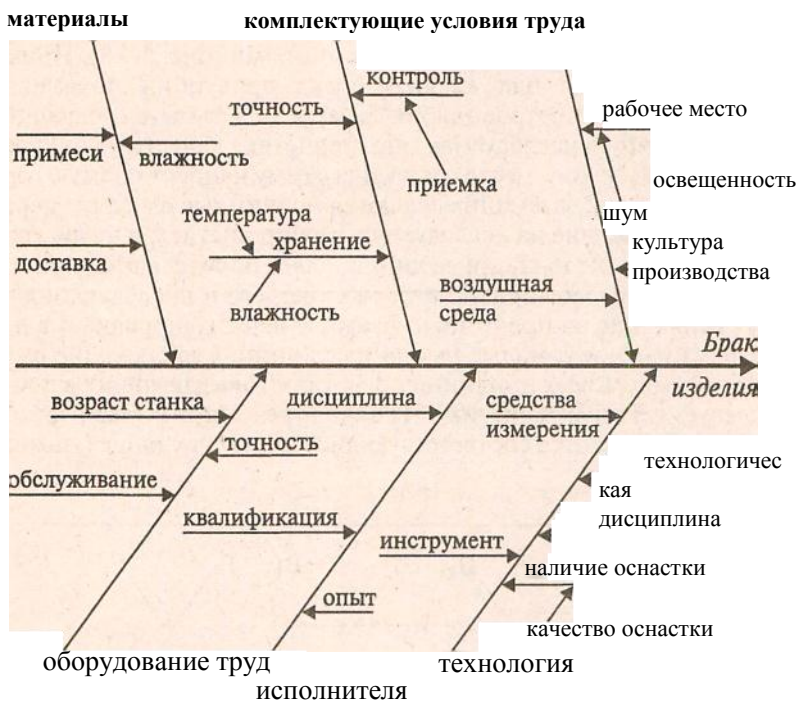 материалы
комплектующие условия труда
контроль
точность
рабочее место
примеси
влажность
приемка
освещенность
температура
шум
хранение
культура
доставка
производства
воздушная
влажность
среда
Брак
изделия
возраст станка
дисциплина
средства
измерения
точность
технологичес
обслуживание
кая
квалификация
дисциплина
инструмент
наличие оснастки
опыт
качество оснастки
оборудование труд
технология
исполнителя